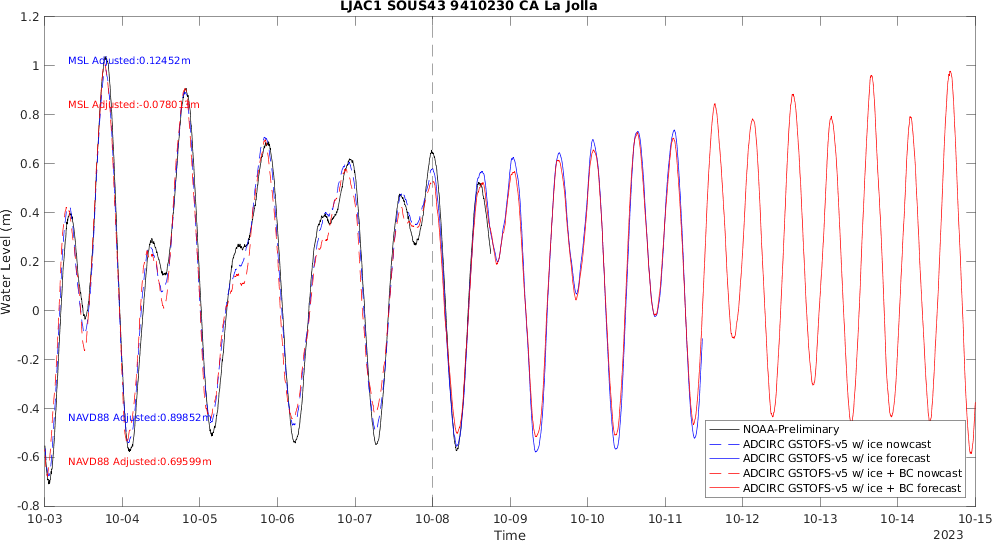 LJAC1 SOUS43 9410230 CA La Jolla
1.2
1
0.8
0.6
0.4
0.2
0
-0.2
-0.4
-0.6
-0.8
Water Level (m)
MSL Adjusted:0.12452m
MSL Adjusted:-0.078013m
NAVD88 Adjusted:0.89852m
NAVD88 Adjusted:0.69599m
NOAA-Preliminary
ADCIRC GSTOFS-v5 w/ ice nowcast
ADCIRC GSTOFS-v5 w/ ice forecast
ADCIRC GSTOFS-v5 w/ ice + BC nowcast
ADCIRC GSTOFS-v5 w/ ice + BC forecast
10-03 10-04 10-05 10-06 10-07 10-08 10-09 10-10 10-11 10-12 10-13 10-14 10-15
Time
2023